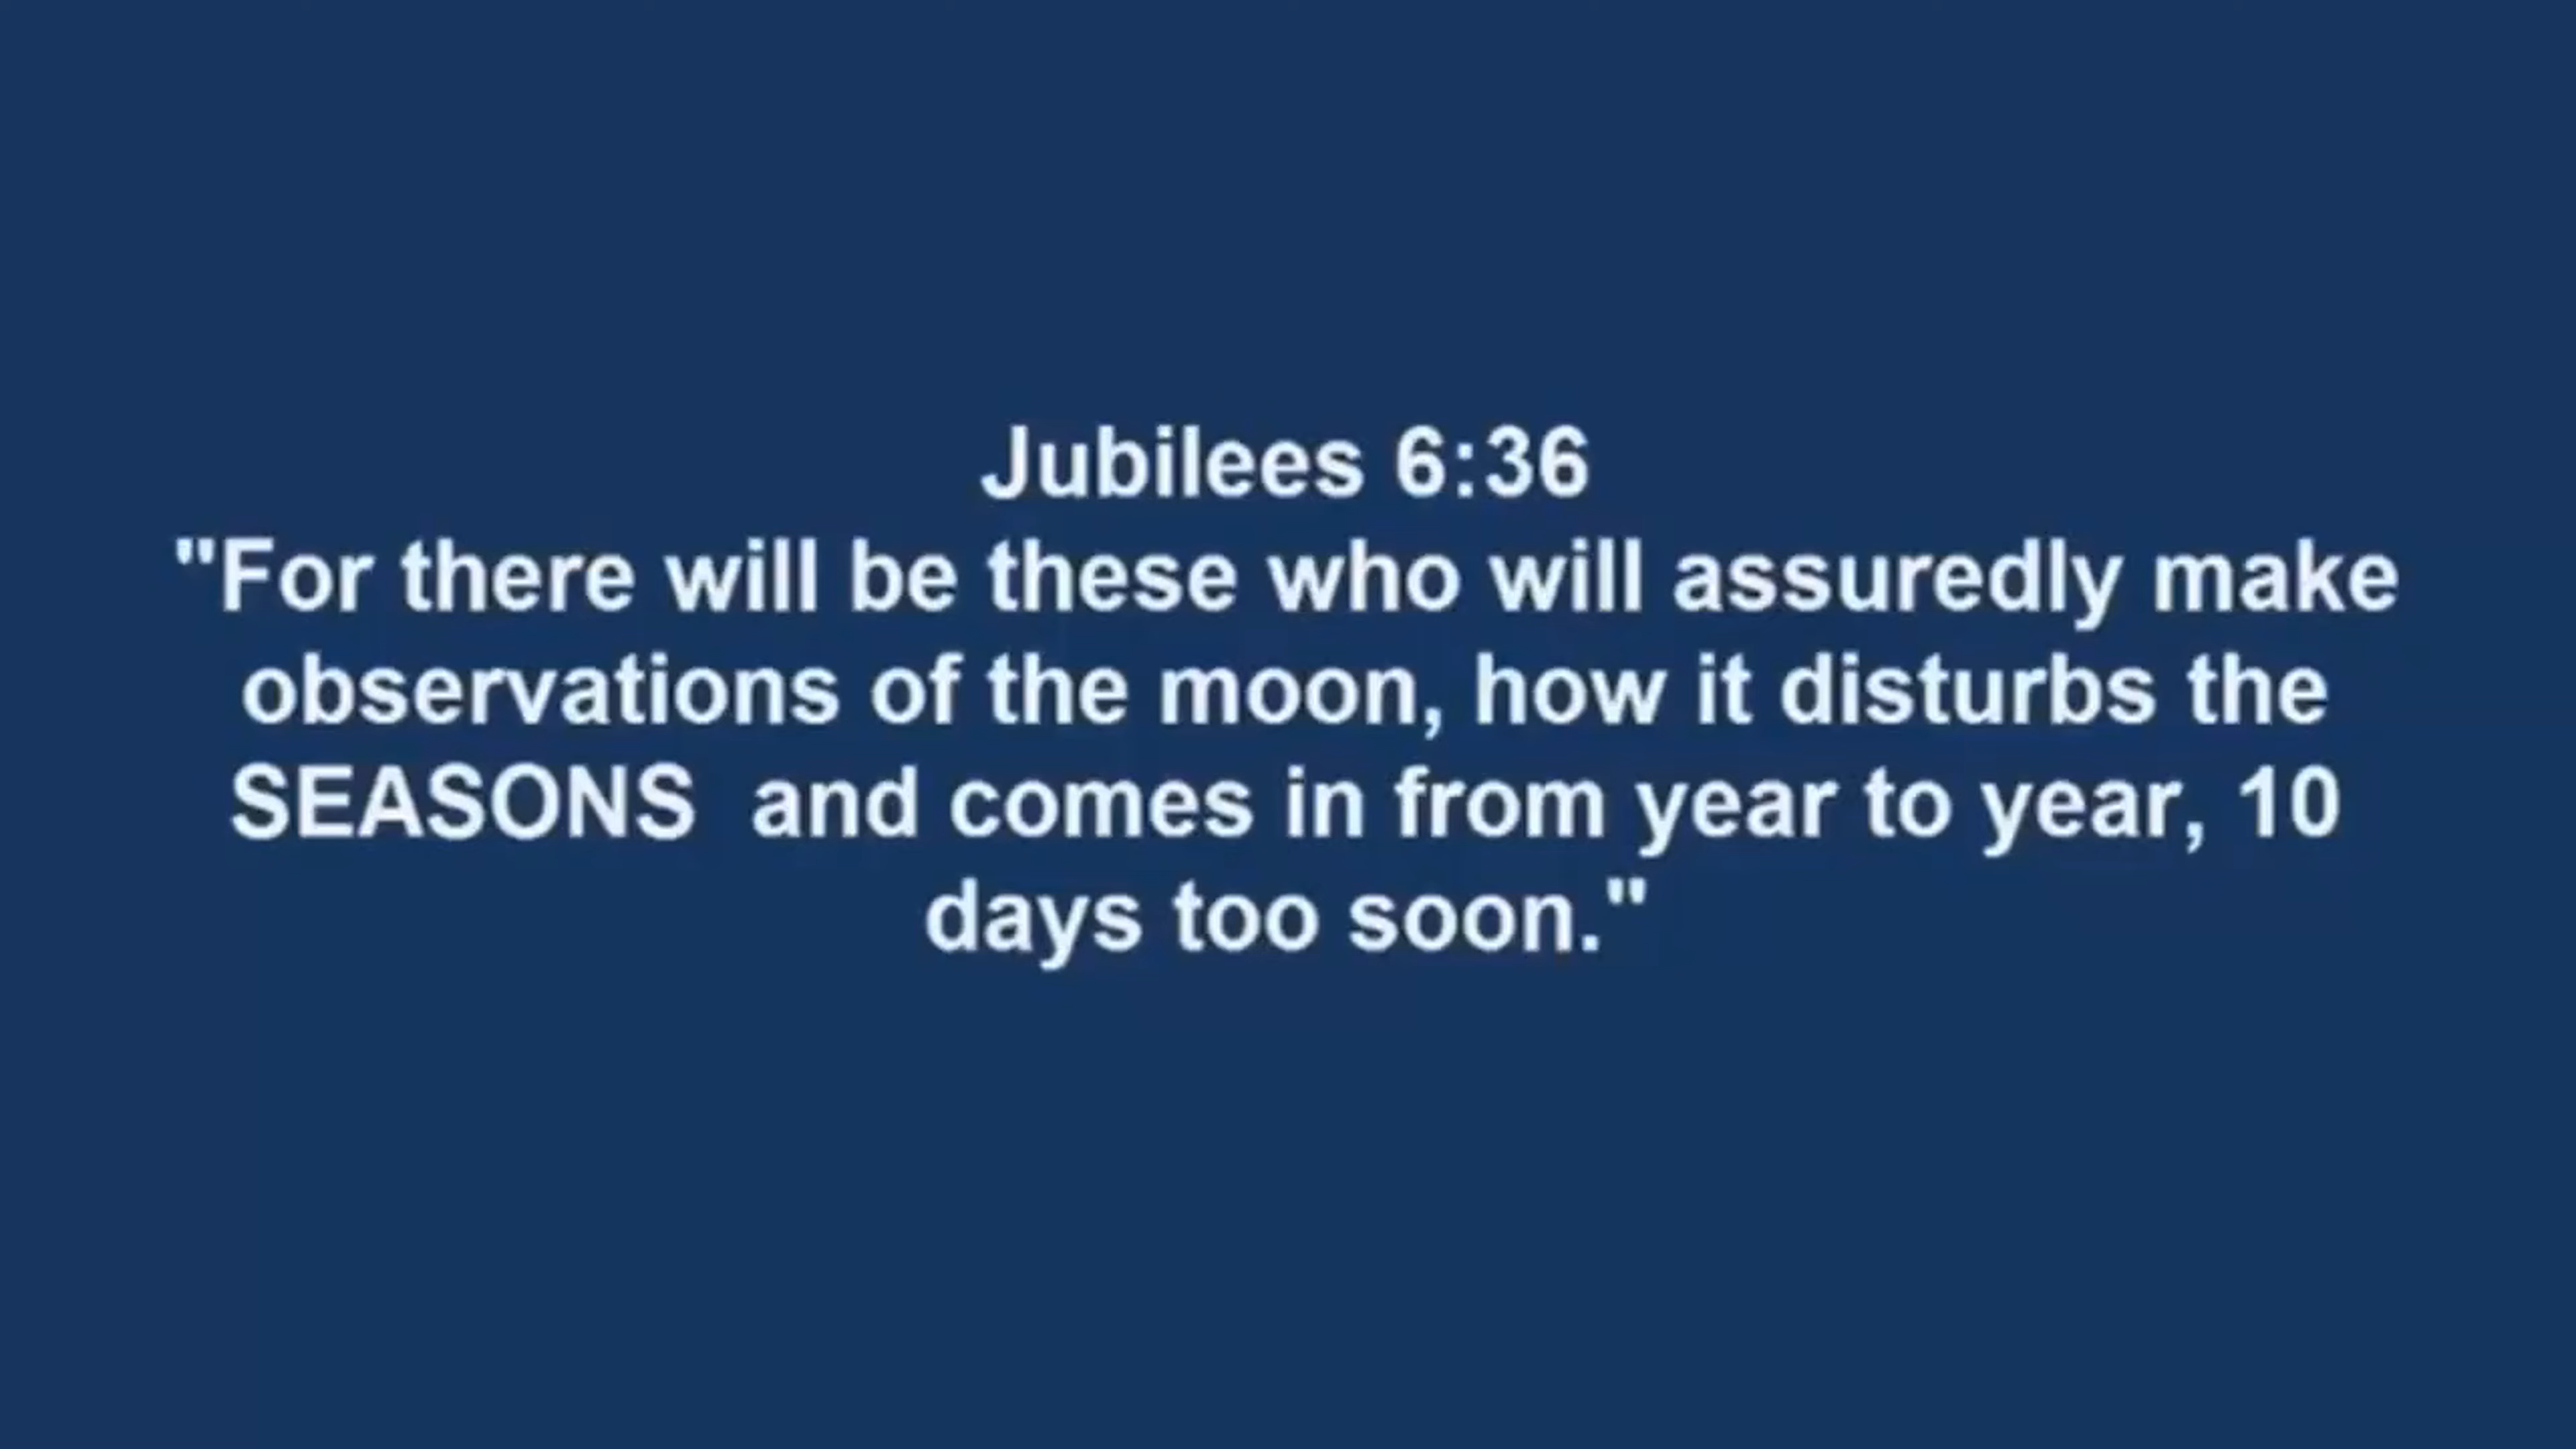 Jubilees 6:36
"For there will be these who will assuredly make
observations of the moon, how it disturbs the
SEASONS  and comes in from year to year, 10
days too soon."